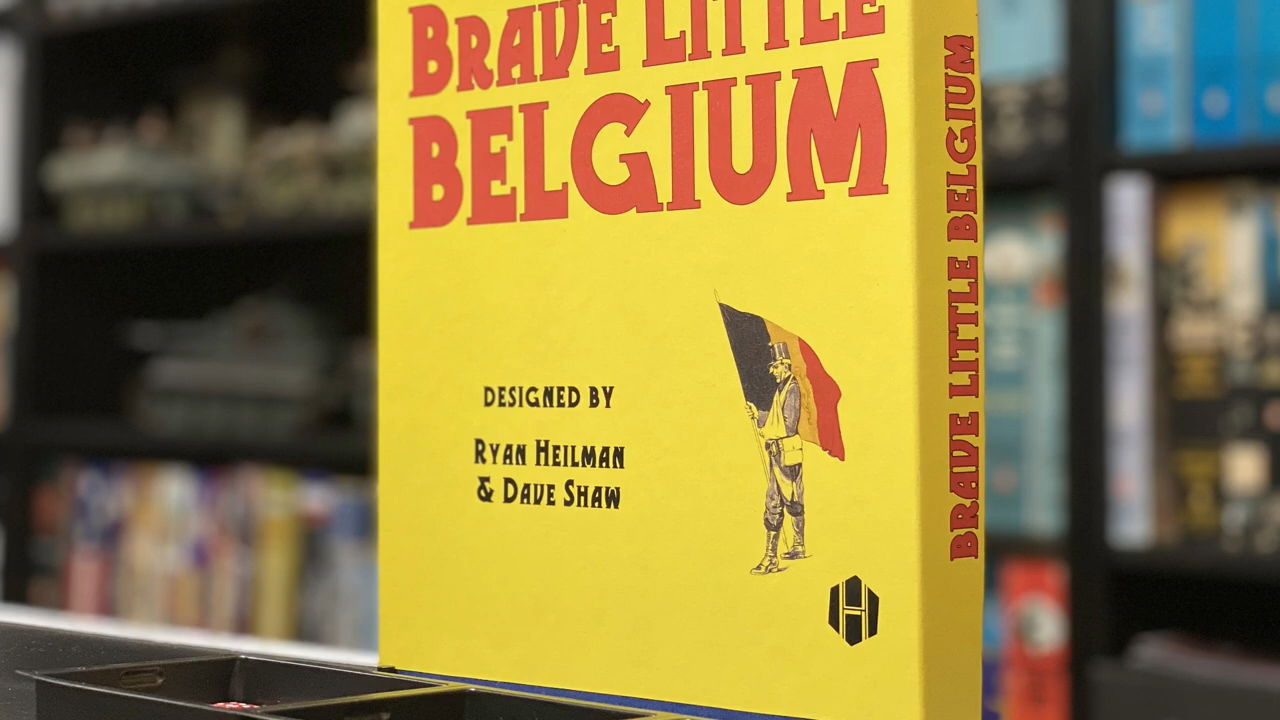 BRAVE LITTLE
BELGIUM
DESIGNED BY
RYAN HEILMAN
& DAVE SHAW
H
BRAVE LITTLE BELGIUM